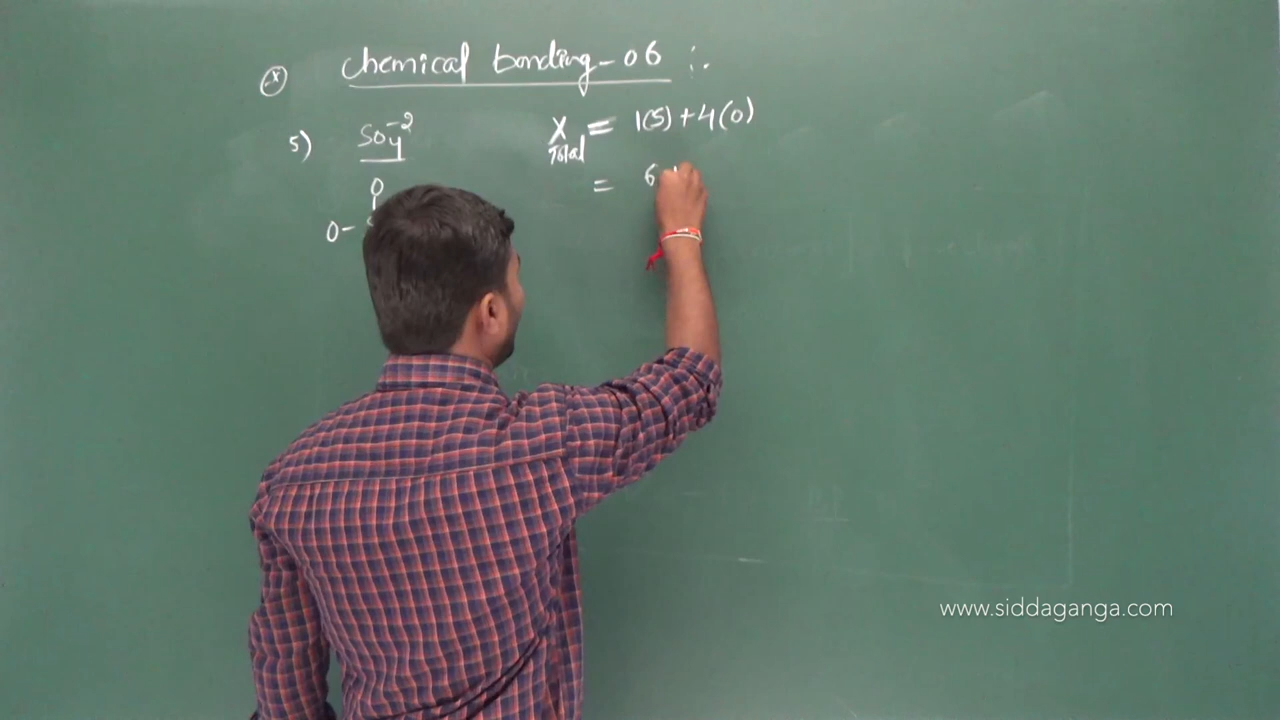 (x) Chemical bonding - 06 :.
5) SO4^-2 X Total = 1(S) + 4(O)
O = 6 +
O -
www.siddaganga.com